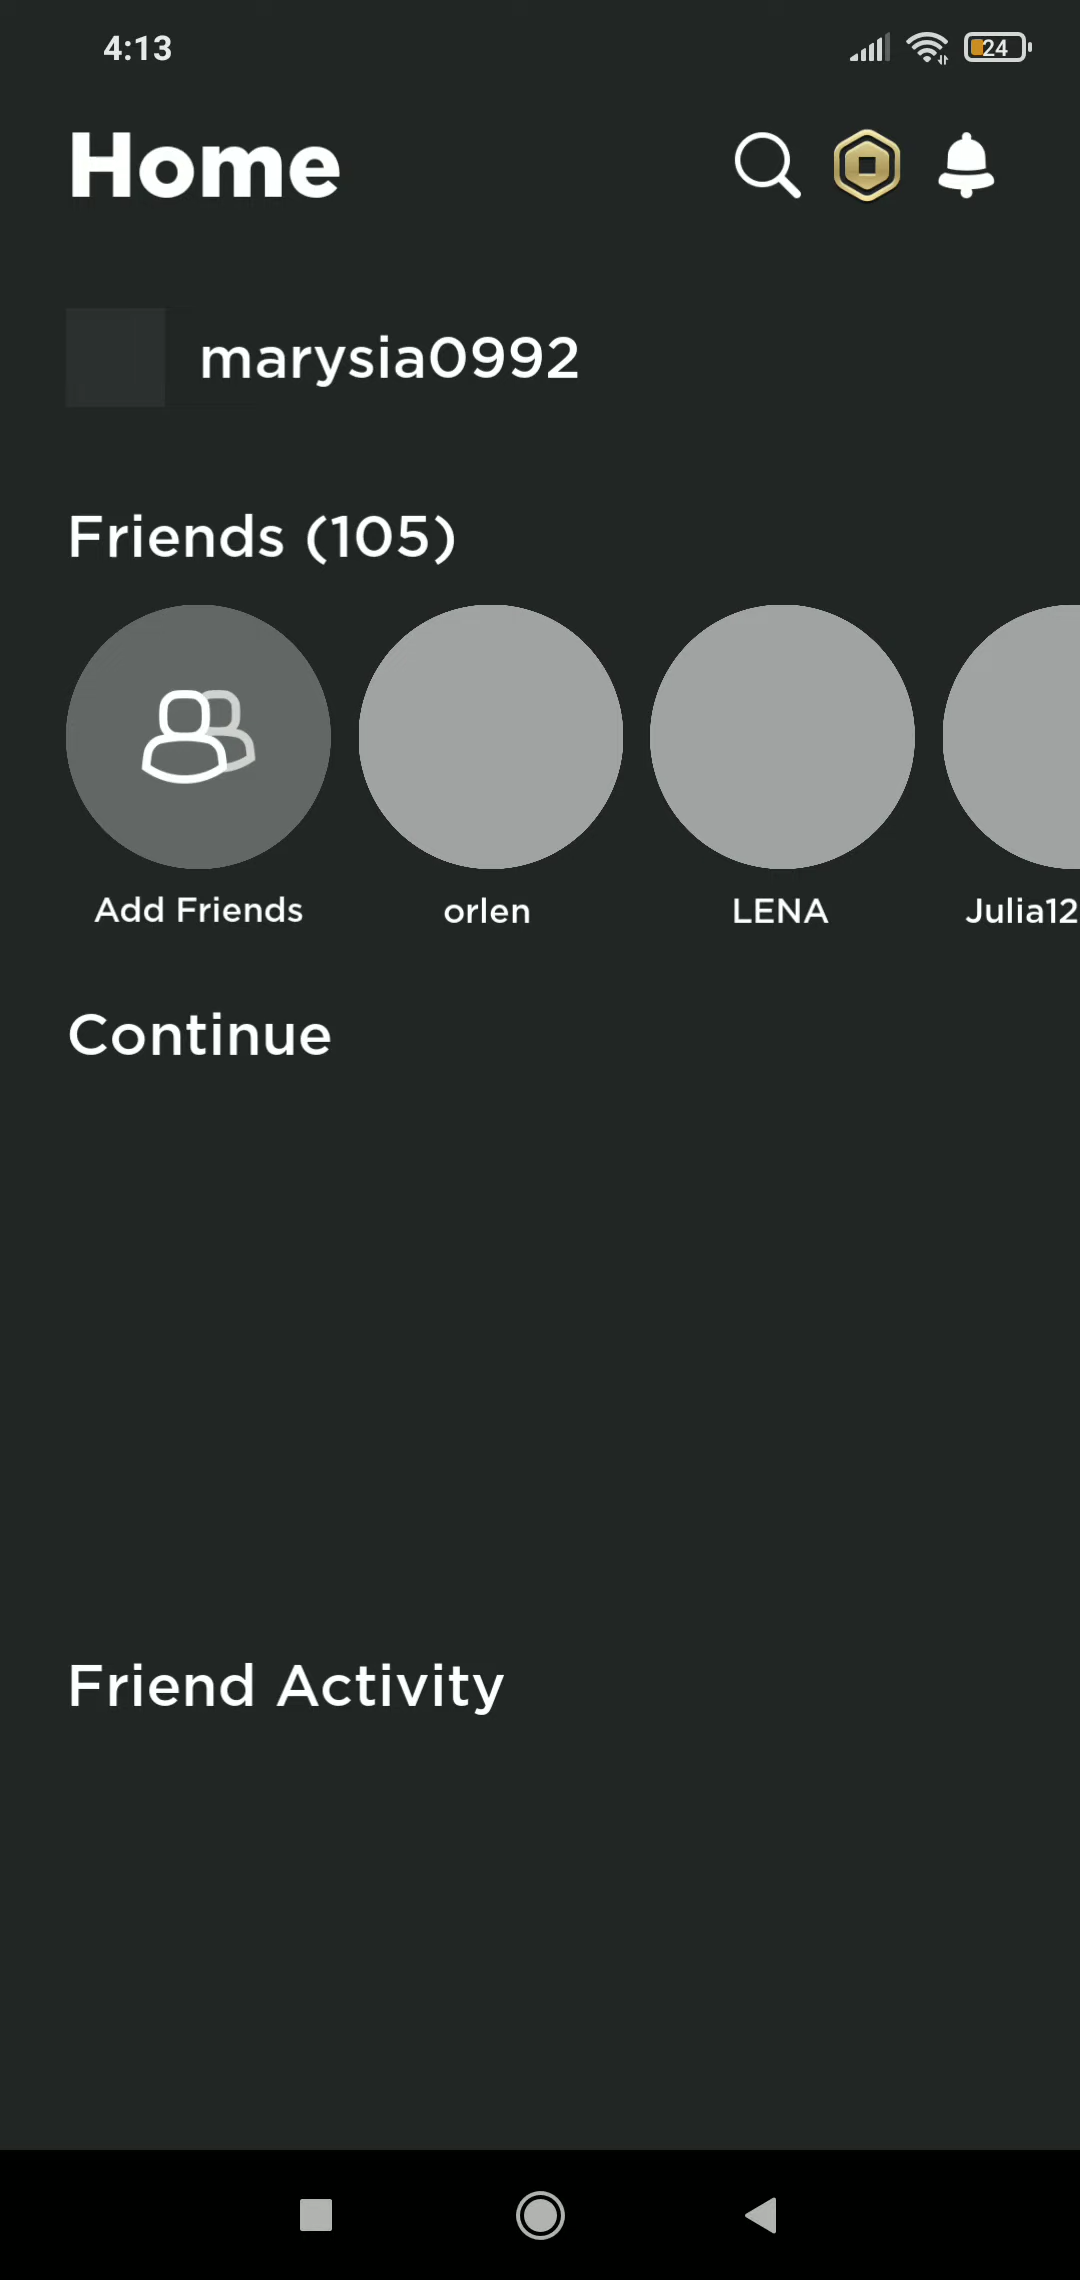 4:13
24
Home
marysia0992
Friends (105)
Add Friends
orlen
LENA
Julia12
Continue
Friend Activity